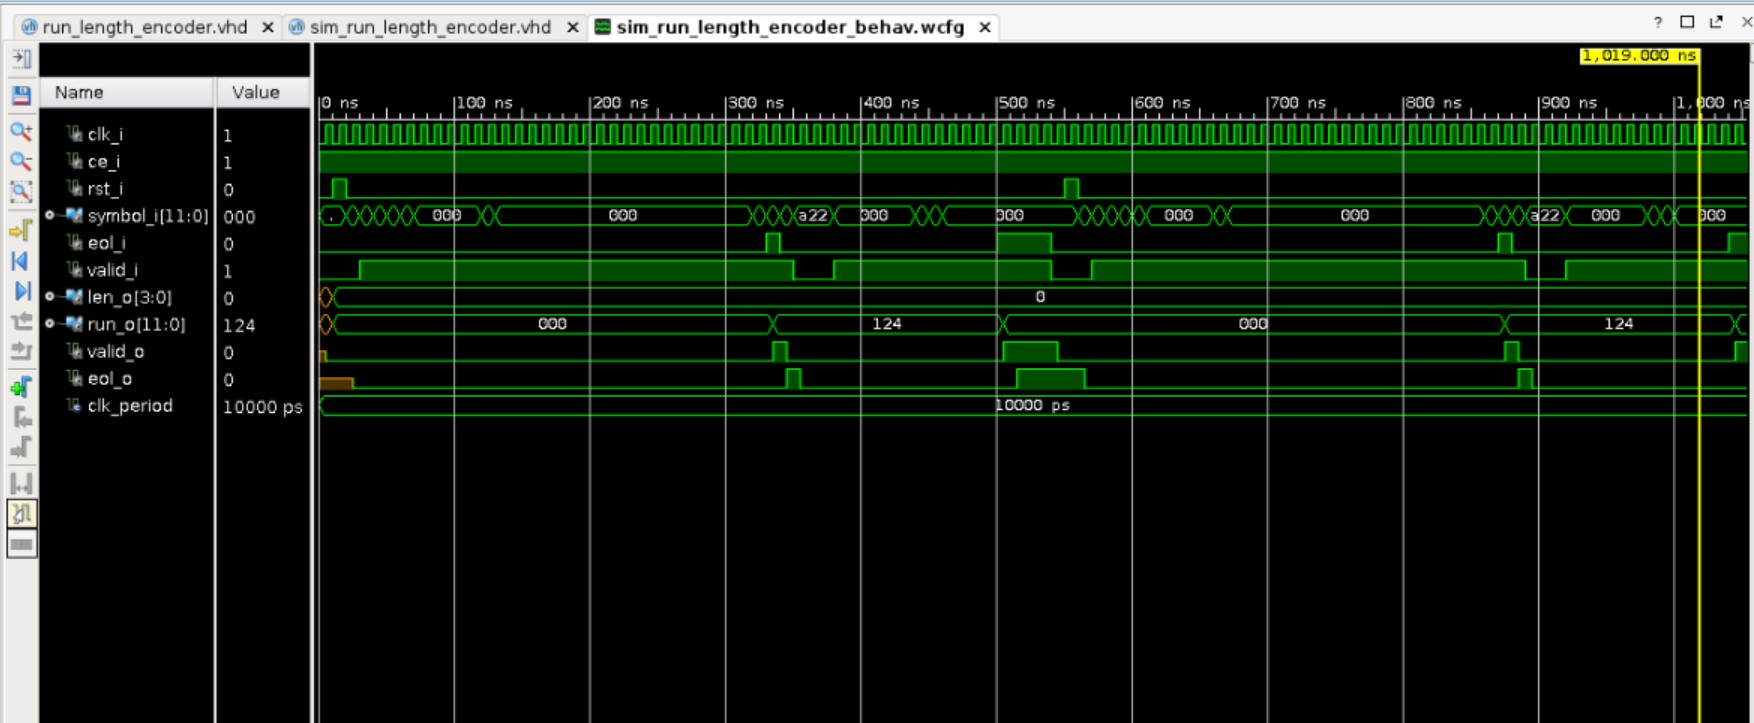 run_length_encoder.vhd × sim_run_length_encoder.vhd × sim_run_length_encoder_behav.wcfg ×
1,019.000 ns
Name Value 0 ns 100 ns 200 ns 300 ns 400 ns 500 ns 600 ns 700 ns 800 ns 900 ns 1,000 ns
clk_i 1
ce_i 1
rst_i 0
symbol_i[11:0] 000 000 000 a22 000 000 000 000 a22 000 000
eol_i 0
valid_i 1
len_o[3:0] 0 0
run_o[11:0] 124 000 124 000 124
valid_o 0
eol_o 0
clk_period 10000 ps 10000 ps